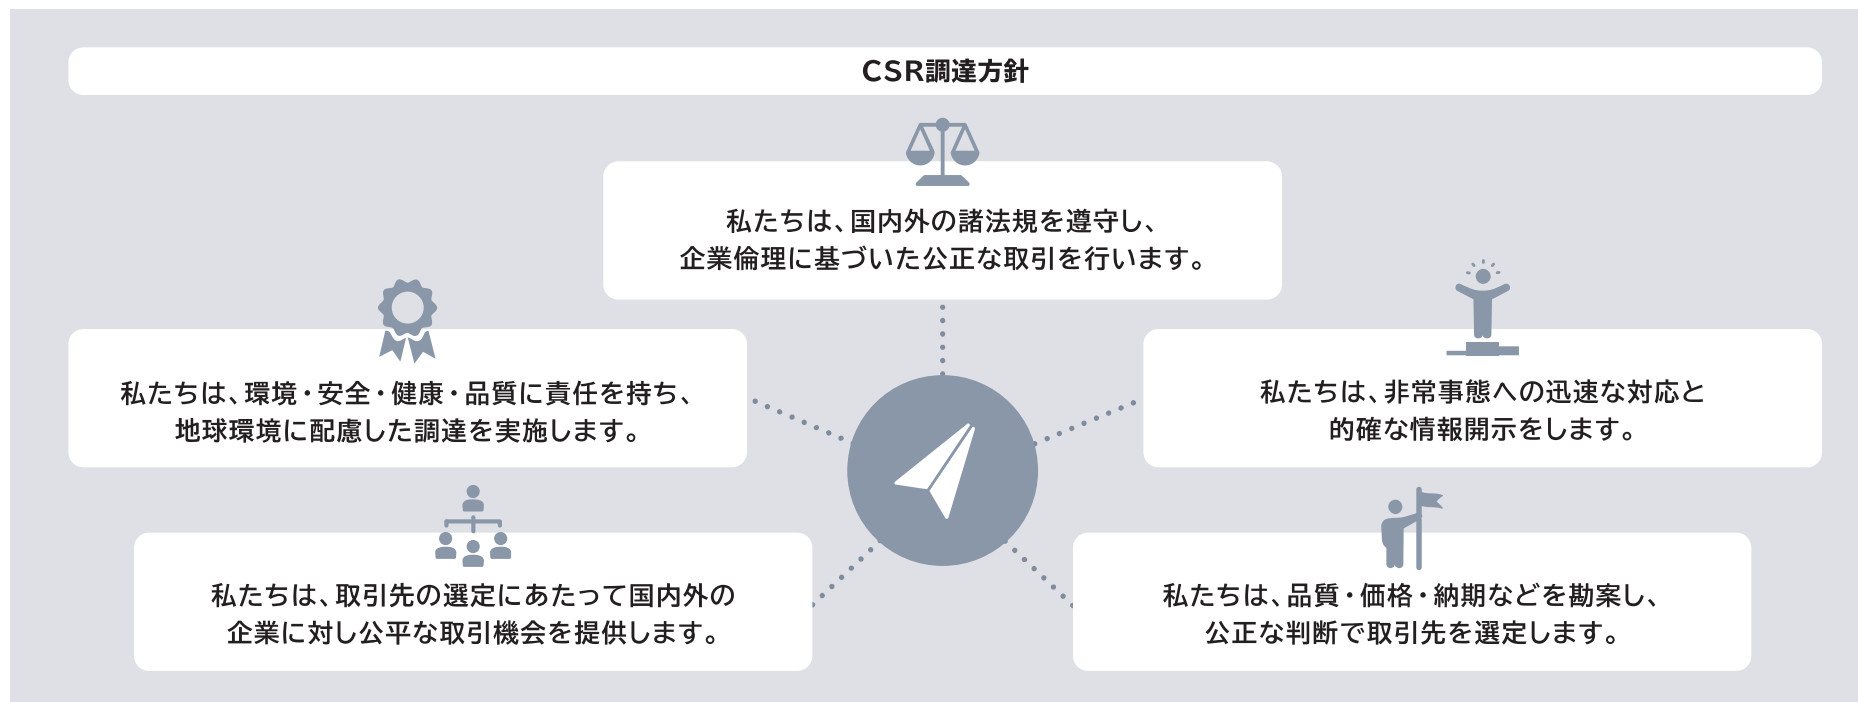 CSR調達方針
私たちは、国内外の諸法規を遵守し、
企業倫理に基づいた公正な取引を行います。
私たちは、環境・安全・健康・品質に責任を持ち、
地球環境に配慮した調達を実施します。
私たちは、非常事態への迅速な対応と
的確な情報開示をします。
私たちは、取引先の選定にあたって国内外の
企業に対し公平な取引機会を提供します。
私たちは、品質・価格・納期などを勘案し、
公正な判断で取引先を選定します。